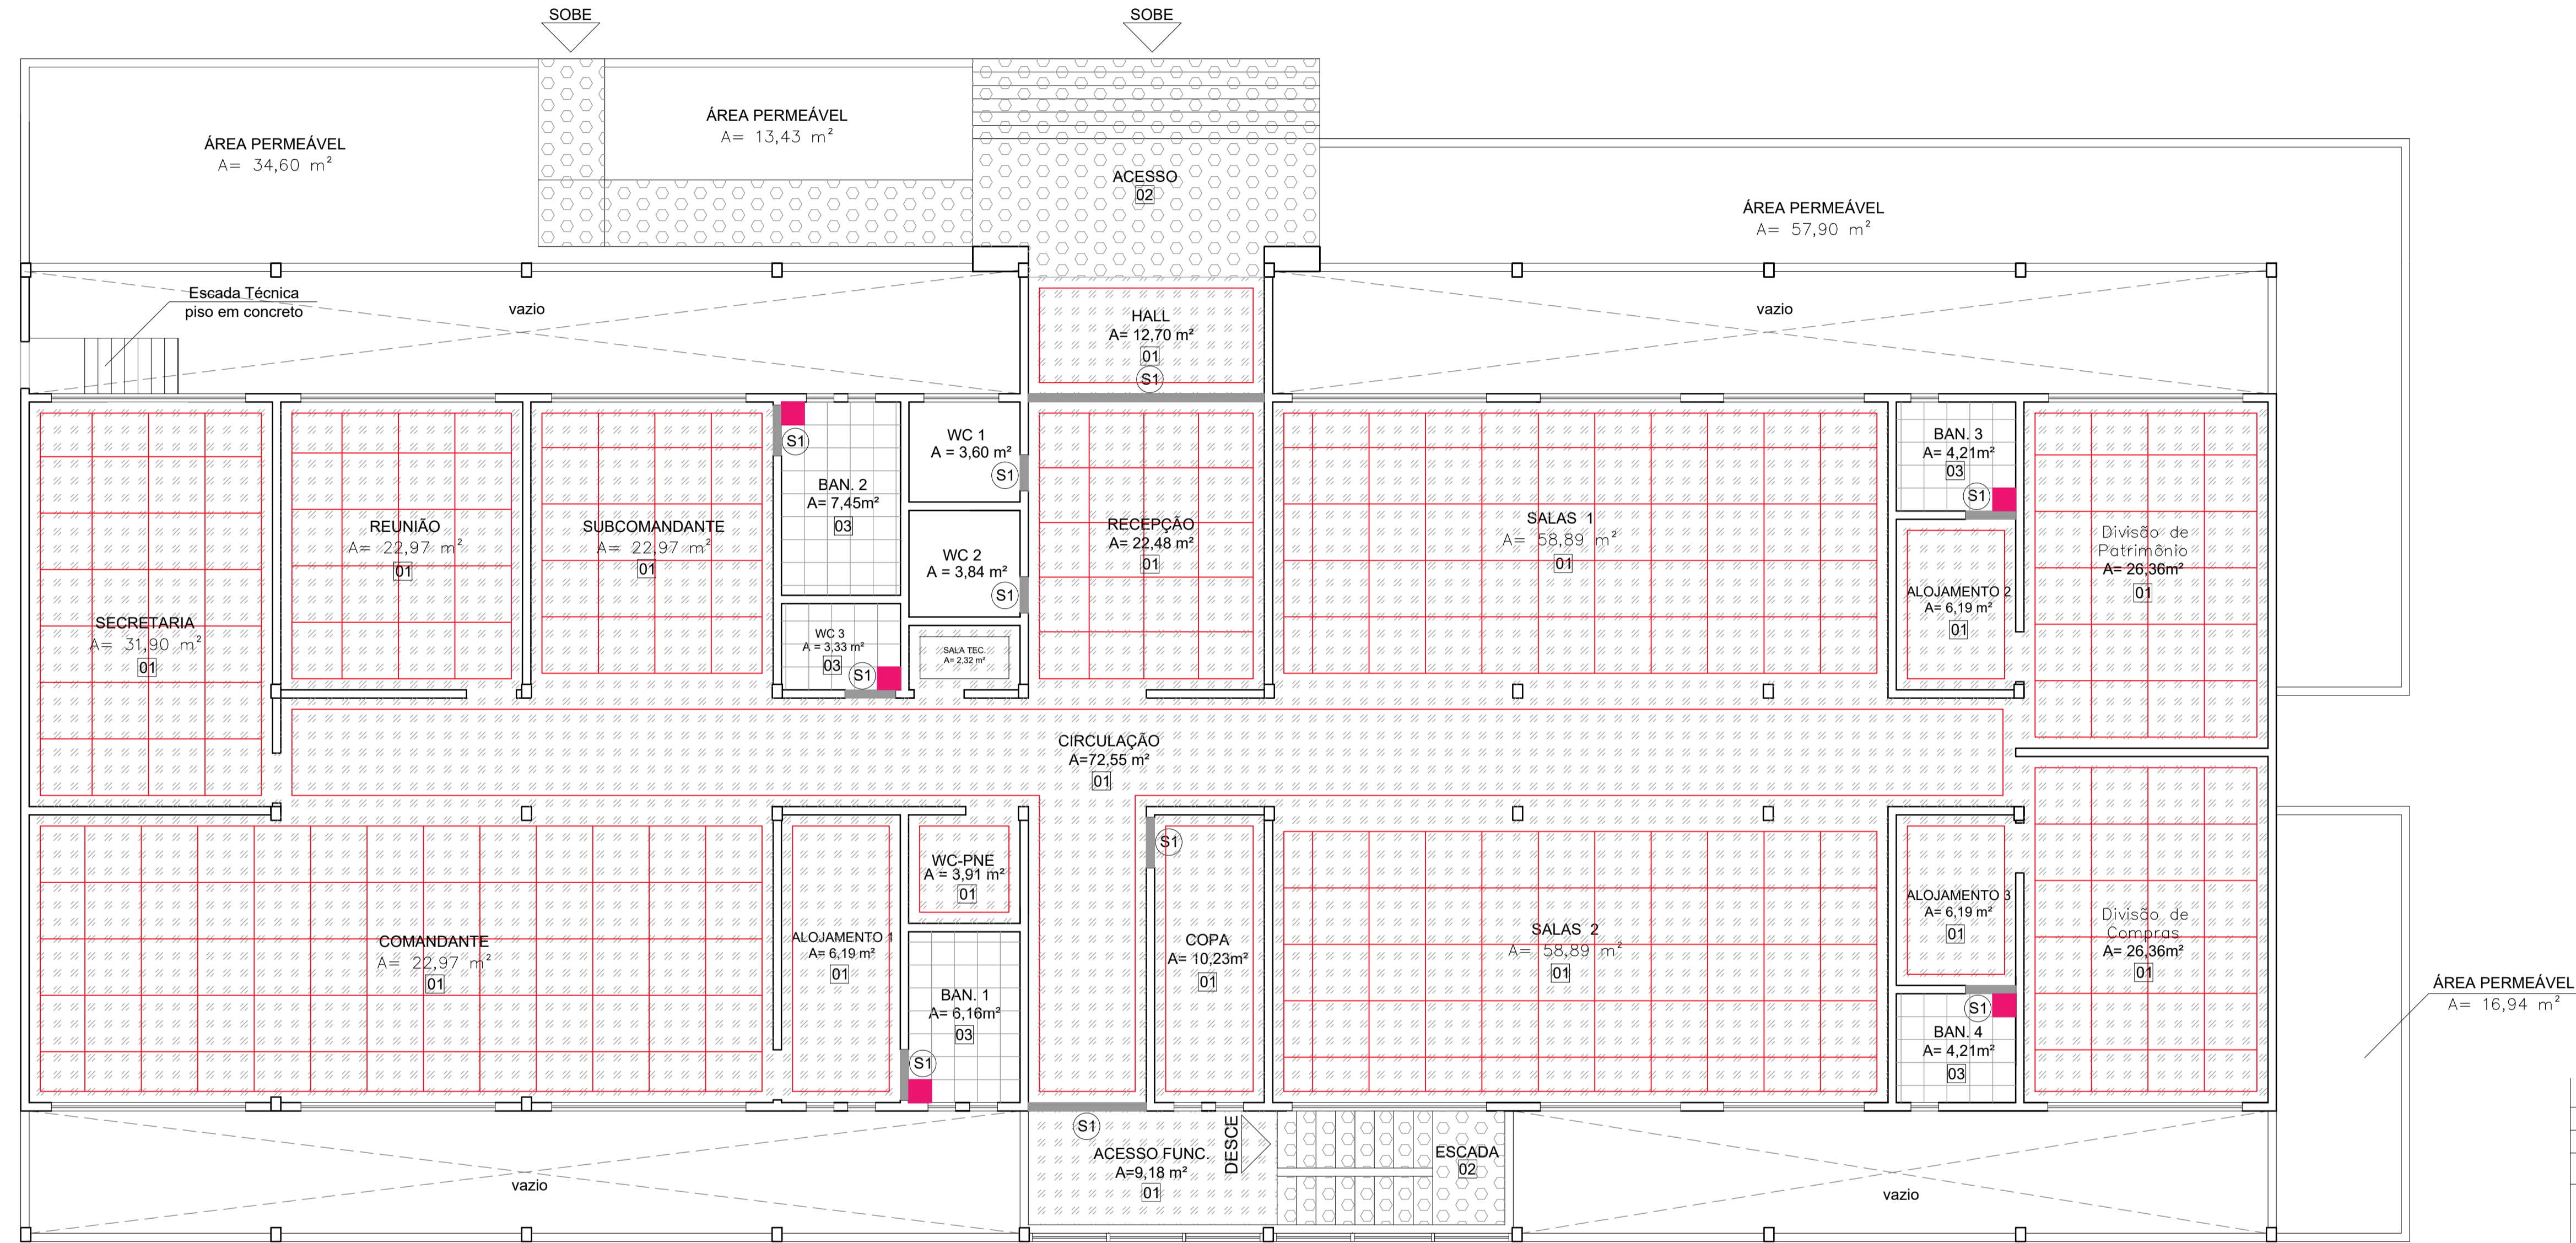 SOBE
SOBE
ÁREA PERMEÁVEL
A= 34,60 m²
ÁREA PERMEÁVEL
A= 13,43 m²
ACESSO
02
ÁREA PERMEÁVEL
A= 57,90 m²
Escada Técnica
piso em concreto
vazio
HALL
A= 12,70 m²
01
S1
vazio
SECRETARIA
A= 31,90 m²
01
REUNIÃO
A= 22,97 m²
01
SUBCOMANDANTE
A= 22,97 m²
01
S1
BAN. 2
A= 7,45m²
03
WC 1
A = 3,60 m²
S1
WC 2
A = 3,84 m²
S1
WC 3
A = 3,33 m²
03
S1
SALA TEC.
A= 2,32 m²
RECEPÇÃO
A= 22,48 m²
01
SALAS 1
A= 58,89 m²
01
BAN. 3
A= 4,21m²
03
S1
ALOJAMENTO 2
A= 6,19 m²
01
Divisão de
Patrimônio
A= 26,36m²
01
CIRCULAÇÃO
A=72,55 m²
01
COMANDANTE
A= 22,97 m²
01
ALOJAMENTO 1
A= 6,19 m²
01
WC-PNE
A = 3,91 m²
01
BAN. 1
A= 6,16m²
03
S1
S1
COPA
A= 10,23m²
01
SALAS 2
A= 58,89 m²
01
ALOJAMENTO 3
A= 6,19 m²
01
S1
BAN. 4
A= 4,21m²
03
Divisão de
Compras
A= 26,36m²
01
ÁREA PERMEÁVEL
A= 16,94 m²
vazio
S1
ACESSO FUNC.
A=9,18 m²
01
DESCE
ESCADA
02
vazio